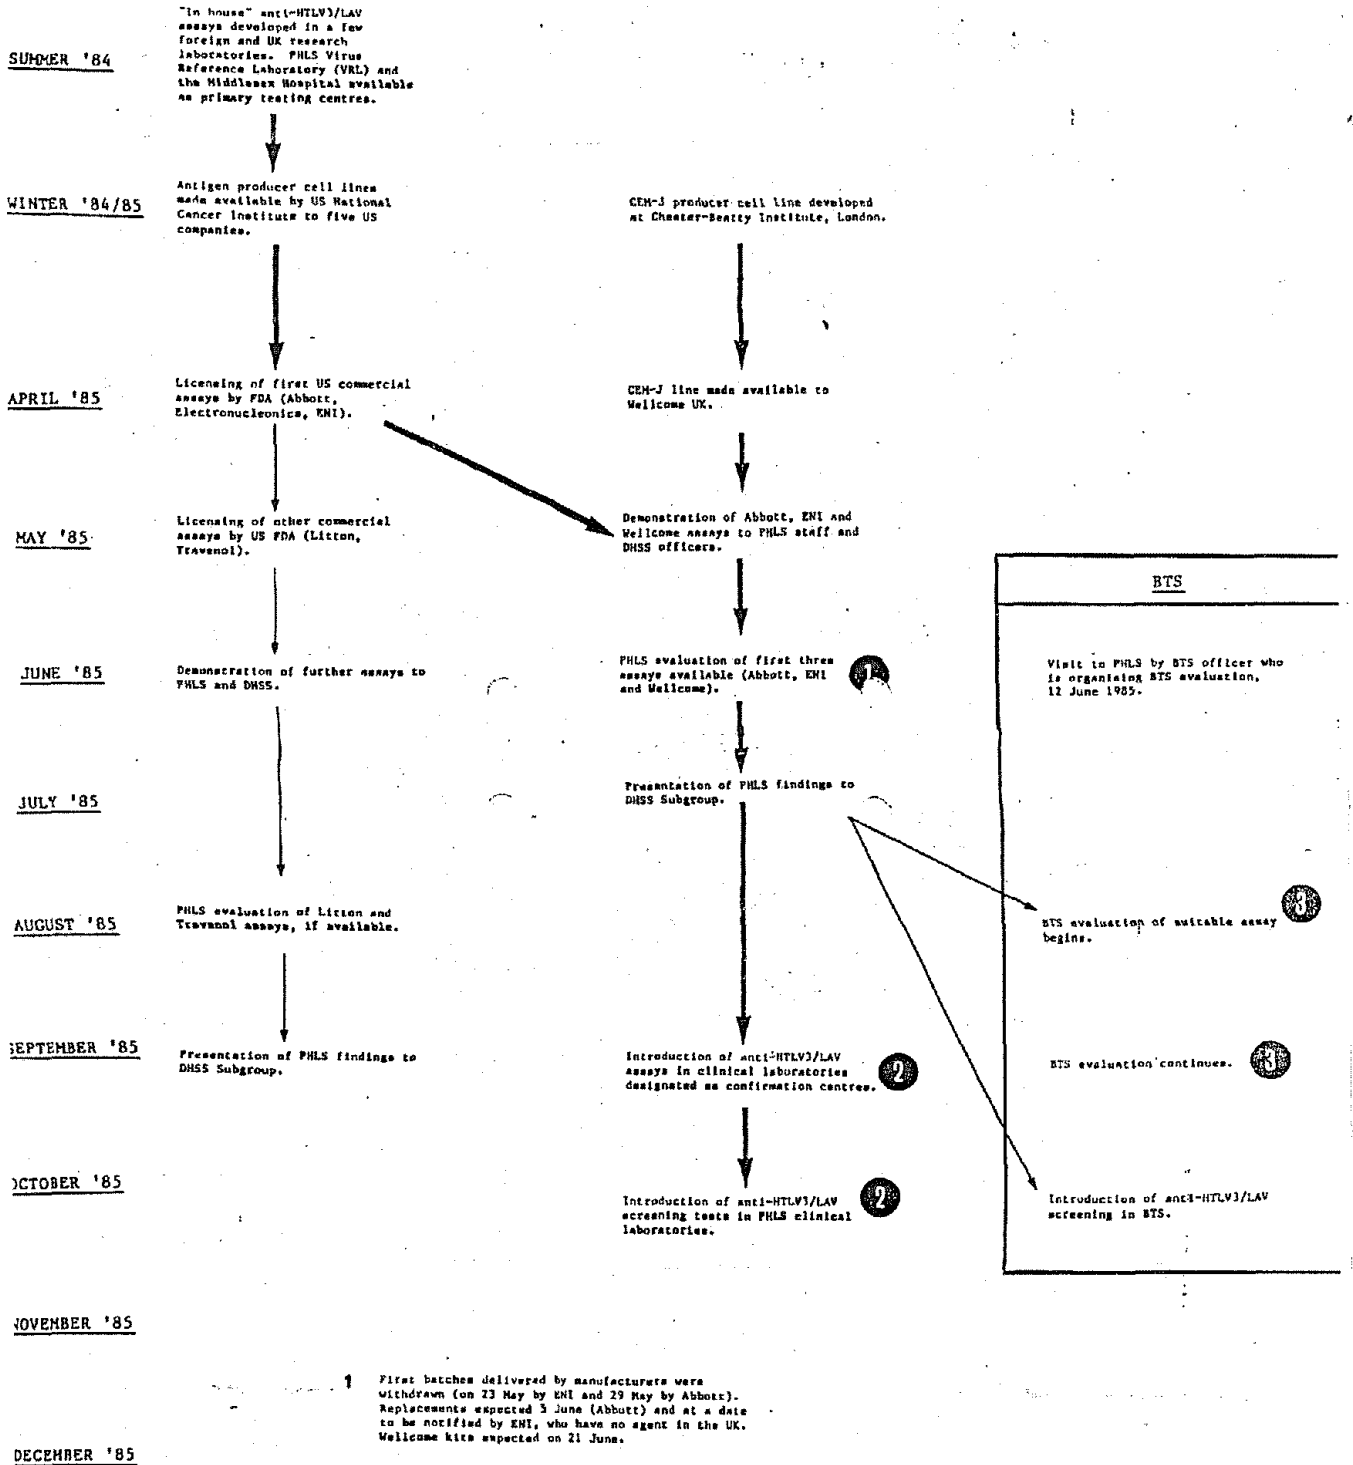 SUMMER '84
"In house" anti-HTLV3/LAV
assays developed in a few
foreign and UK research
laboratories. PHLS Virus
Reference Laboratory (VRL) and
the Middlesex Hospital available
as primary testing centres.
WINTER '84/85
Antigen producer cell lines
made available by US National
Cancer Institute to five US
companies.
CEM-J producer cell line developed
at Chester-Beatty Institute, London.
APRIL '85
Licensing of first US commercial
assays by FDA (Abbott,
Electronucleonics, ENI).
CEM-J line made available to
Wellcome UK.
MAY '85
Licensing of other commercial
assays by US FDA (Litton,
Travenol).
Demonstration of Abbott, ENI and
Wellcome assays to PHLS staff and
DHSS officers.
BTS
JUNE '85
Demonstration of further assays to
PHLS and DHSS.
PHLS evaluation of first three
assays available (Abbott, ENI
and Wellcome).
1
Visit to PHLS by BTS officer who
is organising BTS evaluation,
12 June 1985.
JULY '85
Presentation of PHLS findings to
DHSS Subgroup.
AUGUST '85
PHLS evaluation of Litton and
Travenol assays, if available.
BTS evaluation of suitable assay
begins.
3
SEPTEMBER '85
Presentation of PHLS findings to
DHSS Subgroup.
Introduction of anti-HTLV3/LAV
assays in clinical laboratories
designated as confirmation centres.
2
BTS evaluation continues.
3
OCTOBER '85
Introduction of anti-HTLV3/LAV
screening tests in PHLS clinical
laboratories.
2
Introduction of anti-HTLV3/LAV
screening in BTS.
NOVEMBER '85
1 First batches delivered by manufacturers were
withdrawn (on 23 May by ENI and 29 May by Abbott).
Replacements expected 3 June (Abbott) and at a date
to be notified by ENI, who have no agent in the UK.
Wellcome kits expected on 21 June.
DECEMBER '85